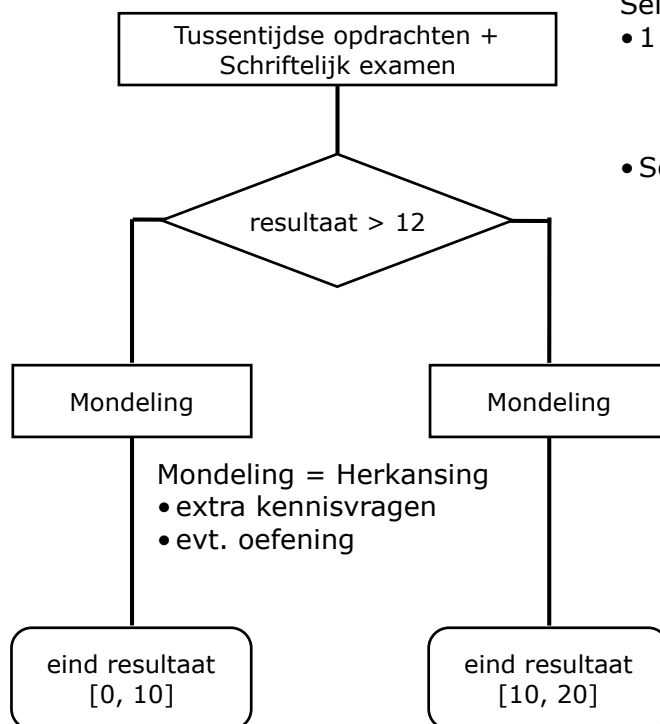 Tussentijdse opdrachten +
Schriftelijk examen
• 1
resultaat > 12
Mondeling
Mondeling
Mondeling = Herkansing
• extra kennisvragen
• evt. oefening
eind resultaat
[0, 10]
eind resultaat
[10, 20]